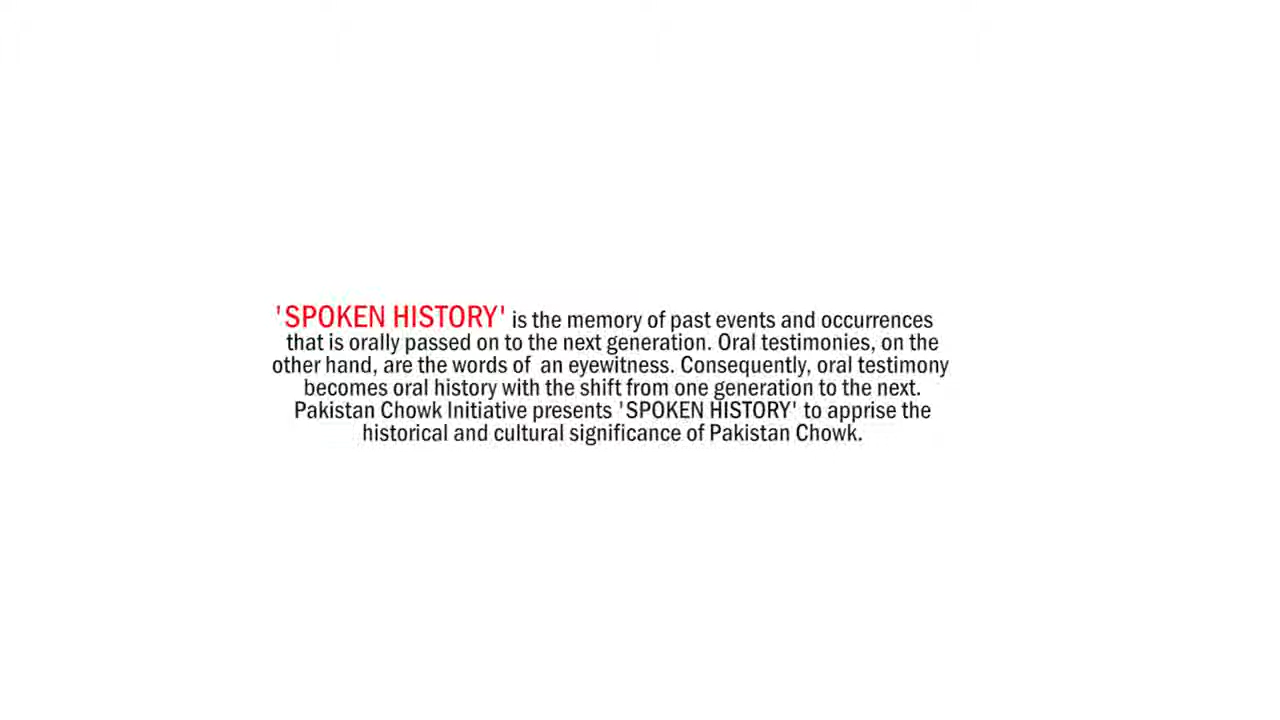 'SPOKEN HISTORY' is the memory of past events and occurrences
that is orally passed on to the next generation. Oral testimonies, on the
other hand, are the words of an eyewitness. Consequently, oral testimony
becomes oral history with the shift from one generation to the next.
Pakistan Chowk Initiative presents 'SPOKEN HISTORY' to apprise the
historical and cultural significance of Pakistan Chowk.